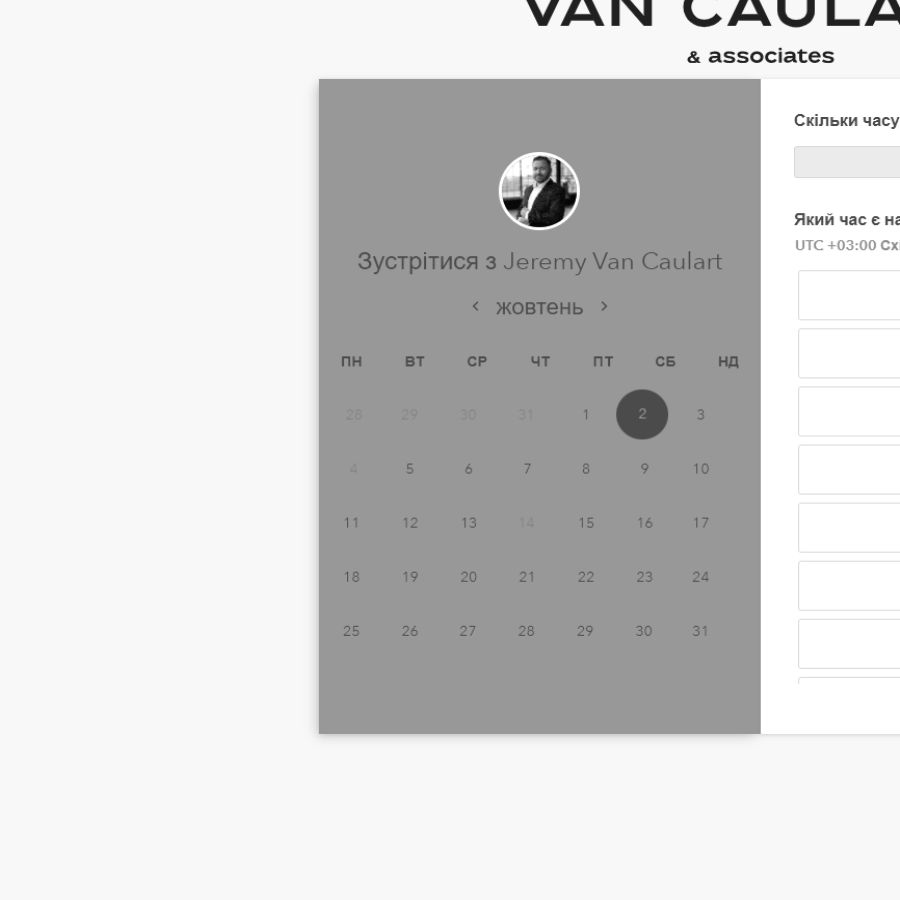 VAN CAULA
& associates
Зустрітися з Jeremy Van Caulart
жовтень
ПН ВТ СР ЧТ ПТ СБ НД
28 29 30 31 1 2 3
4 5 6 7 8 9 10
11 12 13 14 15 16 17
18 19 20 21 22 23 24
25 26 27 28 29 30 31
Скільки часу
Який час є на
UTC +03:00 Схі